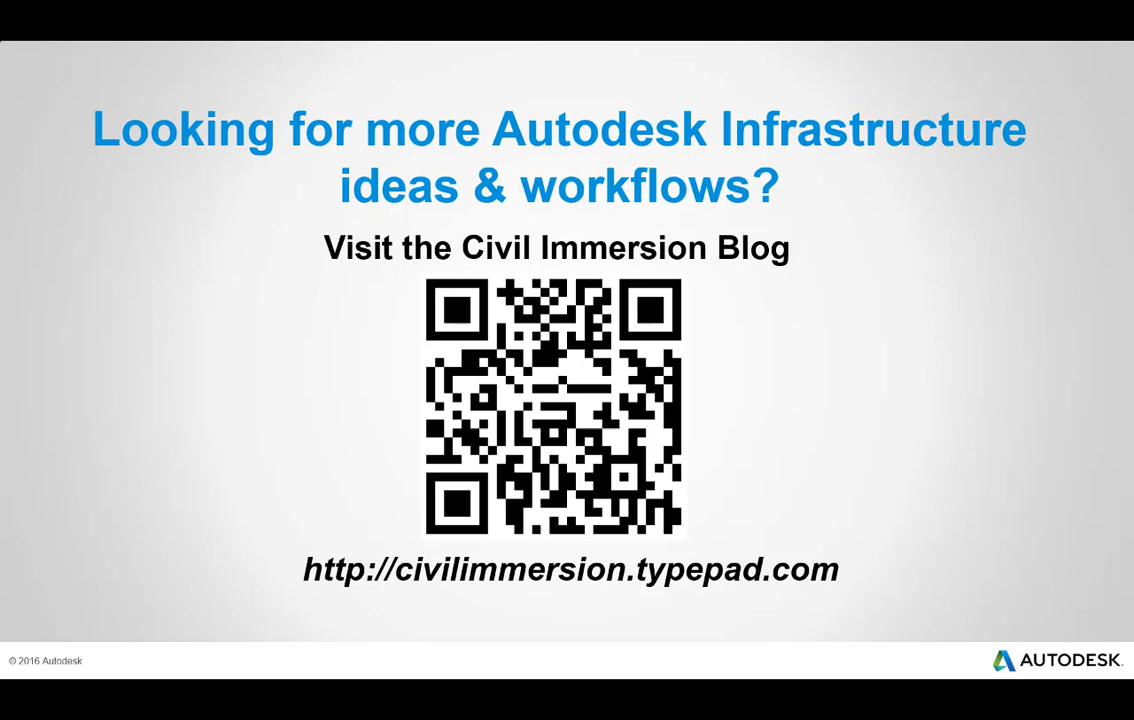 Looking for more Autodesk Infrastructure
ideas & workflows?
Visit the Civil Immersion Blog
http://civilimmersion.typepad.com
© 2016 Autodesk
AUTODESK.